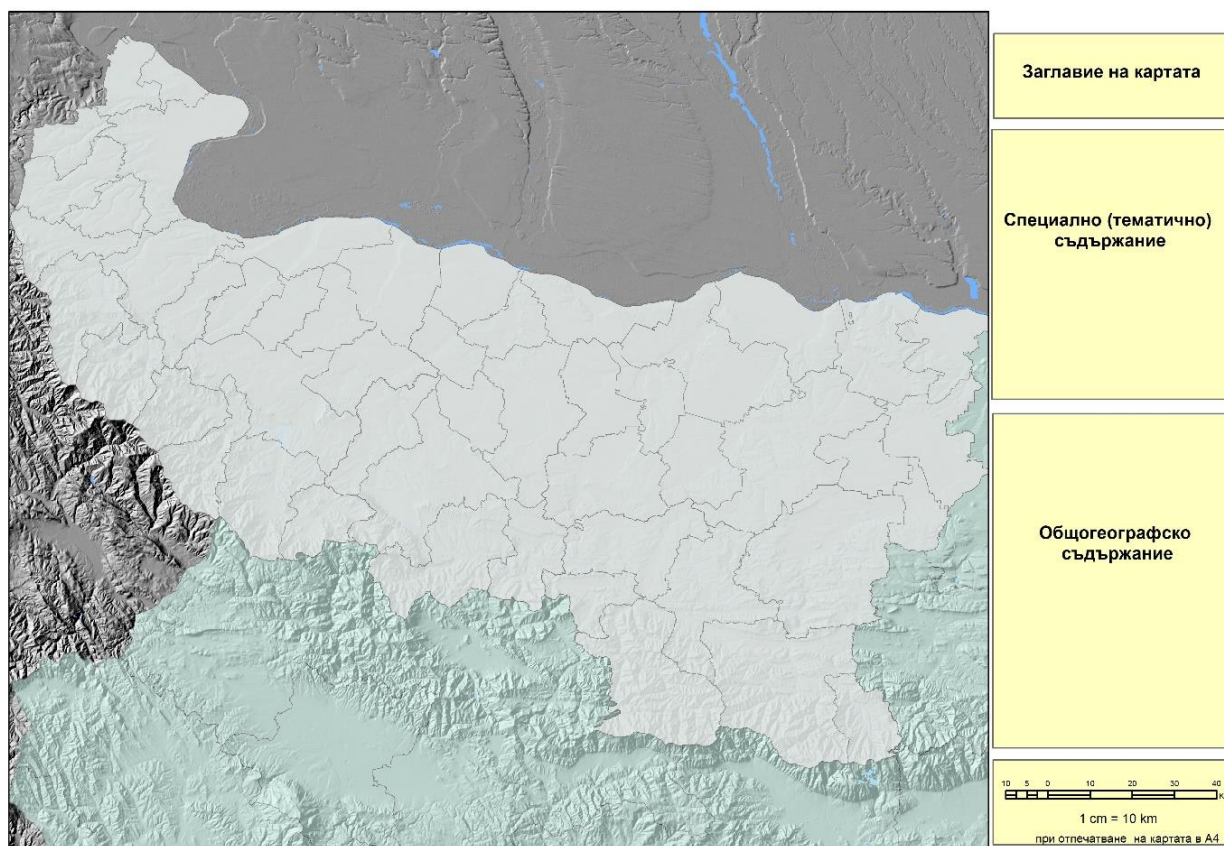 Заглавие на картата
Специално (тематично)
съдържание
Общогеографско
съдържание
10 5 0 10 20 30 40
1 cm = 10 km
при отпечатване на картата в А4